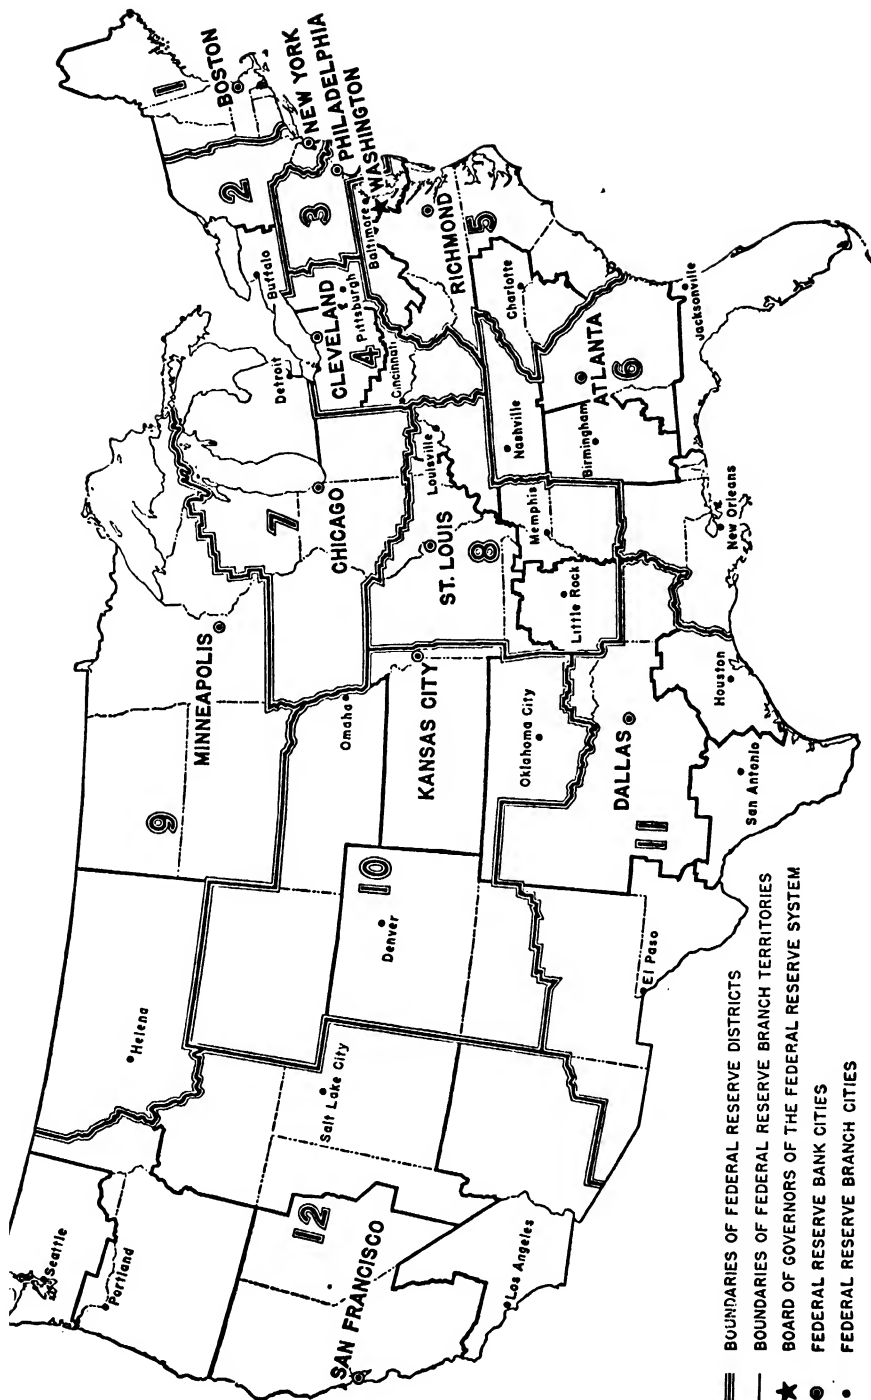 1
BOSTON
NEW YORK
PHILADELPHIA
WASHINGTON
2
Buffalo
3
Baltimore
CLEVELAND
Pittsburgh
4
Cincinnati
RICHMOND
5
Charlotte
Detroit
7
CHICAGO
Louisville
ST. LOUIS
8
Memphis
Little Rock
Nashville
Birmingham
ATLANTA
6
Jacksonville
New Orleans
MINNEAPOLIS
9
Helena
Omaha
KANSAS CITY
10
Denver
Oklahoma City
DALLAS
11
Houston
San Antonio
El Paso
Seattle
Portland
Salt Lake City
12
SAN FRANCISCO
Los Angeles
BOUNDARIES OF FEDERAL RESERVE DISTRICTS
BOUNDARIES OF FEDERAL RESERVE BRANCH TERRITORIES
BOARD OF GOVERNORS OF THE FEDERAL RESERVE SYSTEM
FEDERAL RESERVE BANK CITIES
FEDERAL RESERVE BRANCH CITIES